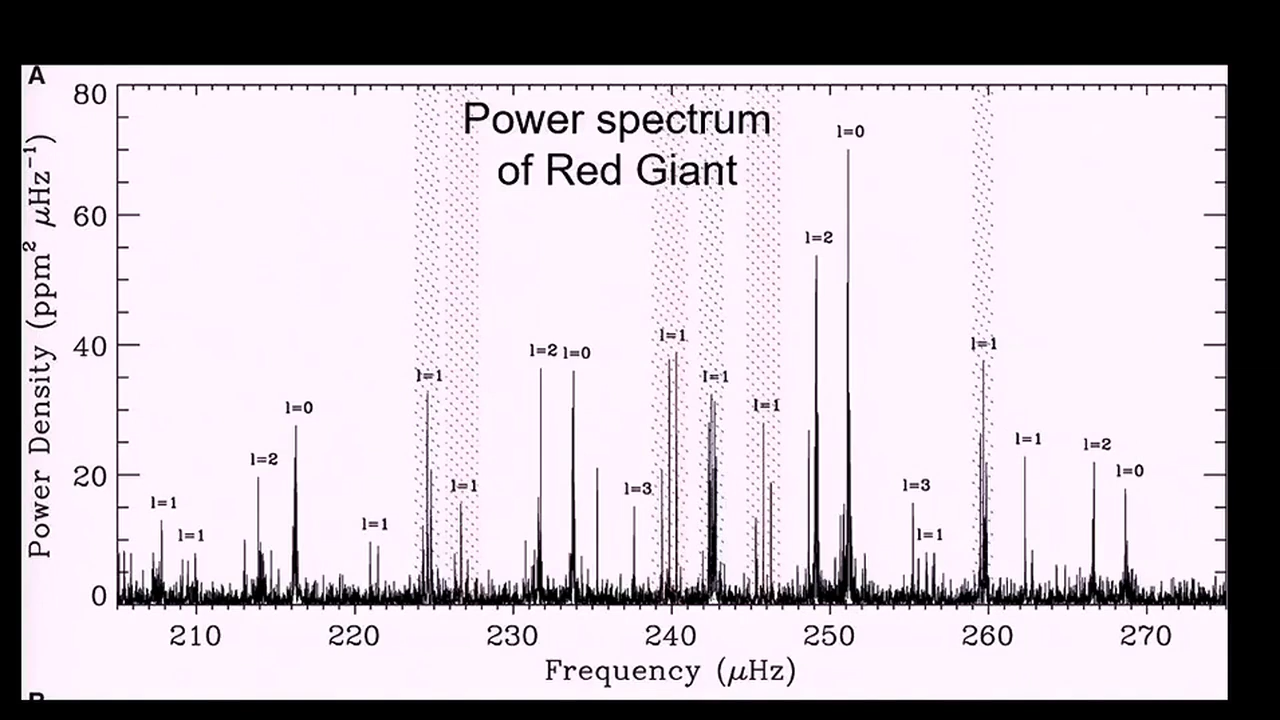 A
Power spectrum
of Red Giant
Power Density (ppm² μHz⁻¹)
80
60
40
20
0
l=1
l=1
l=2
l=0
l=1
l=1
l=1
l=2 l=0
l=3
l=1
l=1
l=1
l=2
l=0
l=3
l=1
l=1
l=1
l=2
l=0
210 220 230 240 250 260 270
Frequency (μHz)